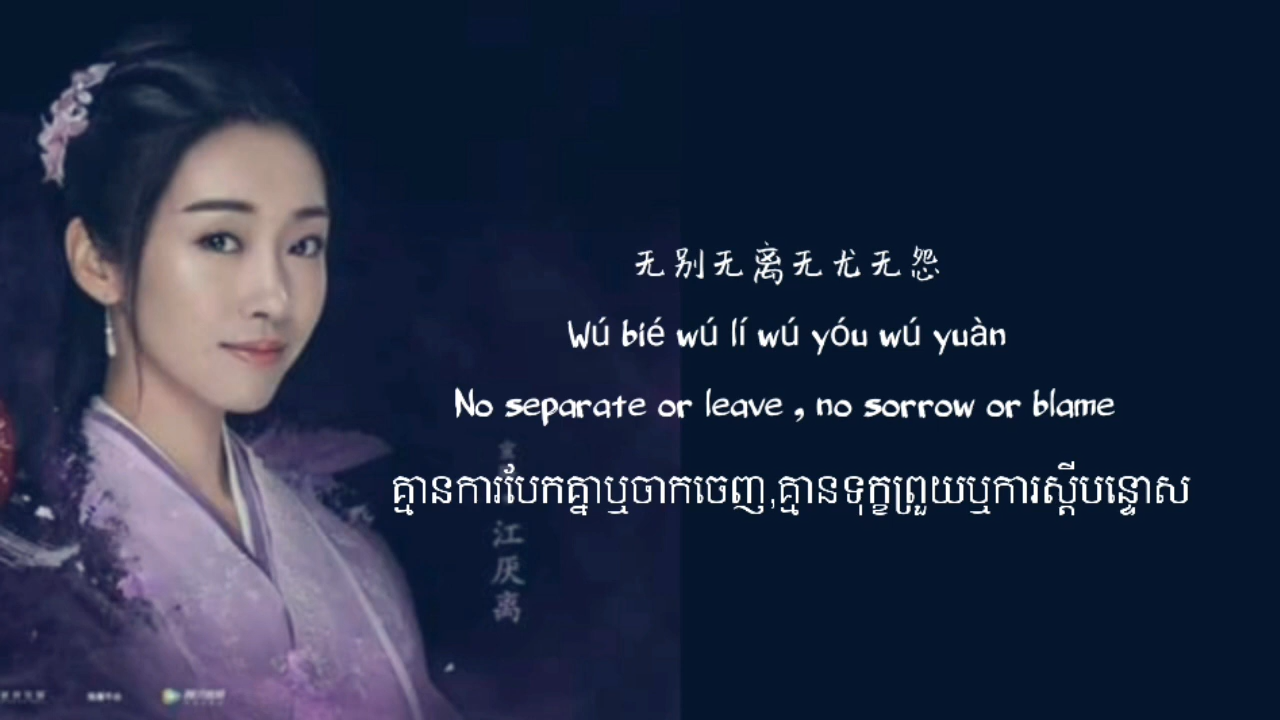 无别无离无尤无怨
Wú bié wú lí wú yóu wú yuàn
No separate or leave , no sorrow or blame
គ្មានការបែកគ្នាឬចាកចេញ,គ្មានទុក្ខព្រួយឬការស្ដីបន្ទោស
江厌离